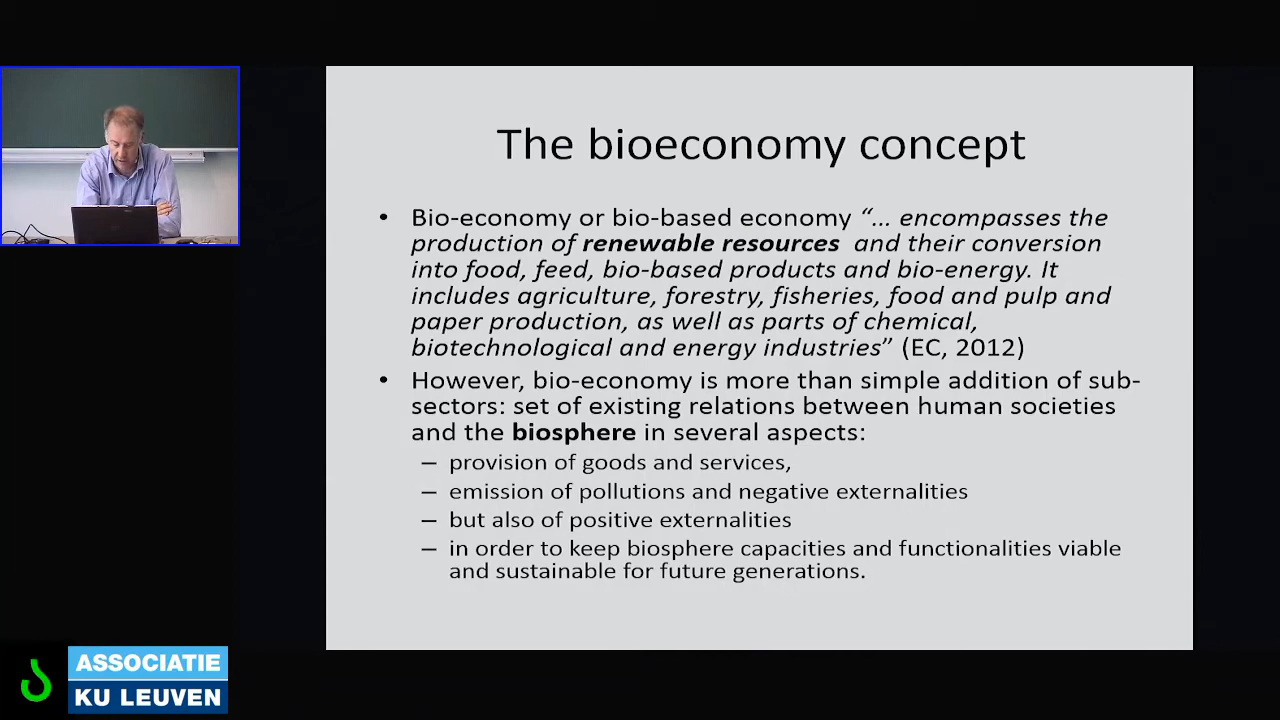 The bioeconomy concept
• Bio-economy or bio-based economy “... encompasses the
production of renewable resources and their conversion
into food, feed, bio-based products and bio-energy. It
includes agriculture, forestry, fisheries, food and pulp and
paper production, as well as parts of chemical,
biotechnological and energy industries” (EC, 2012)
• However, bio-economy is more than simple addition of sub-
sectors: set of existing relations between human societies
and the biosphere in several aspects:
– provision of goods and services,
– emission of pollutions and negative externalities
– but also of positive externalities
– in order to keep biosphere capacities and functionalities viable
and sustainable for future generations.
ASSOCIATIE
KU LEUVEN